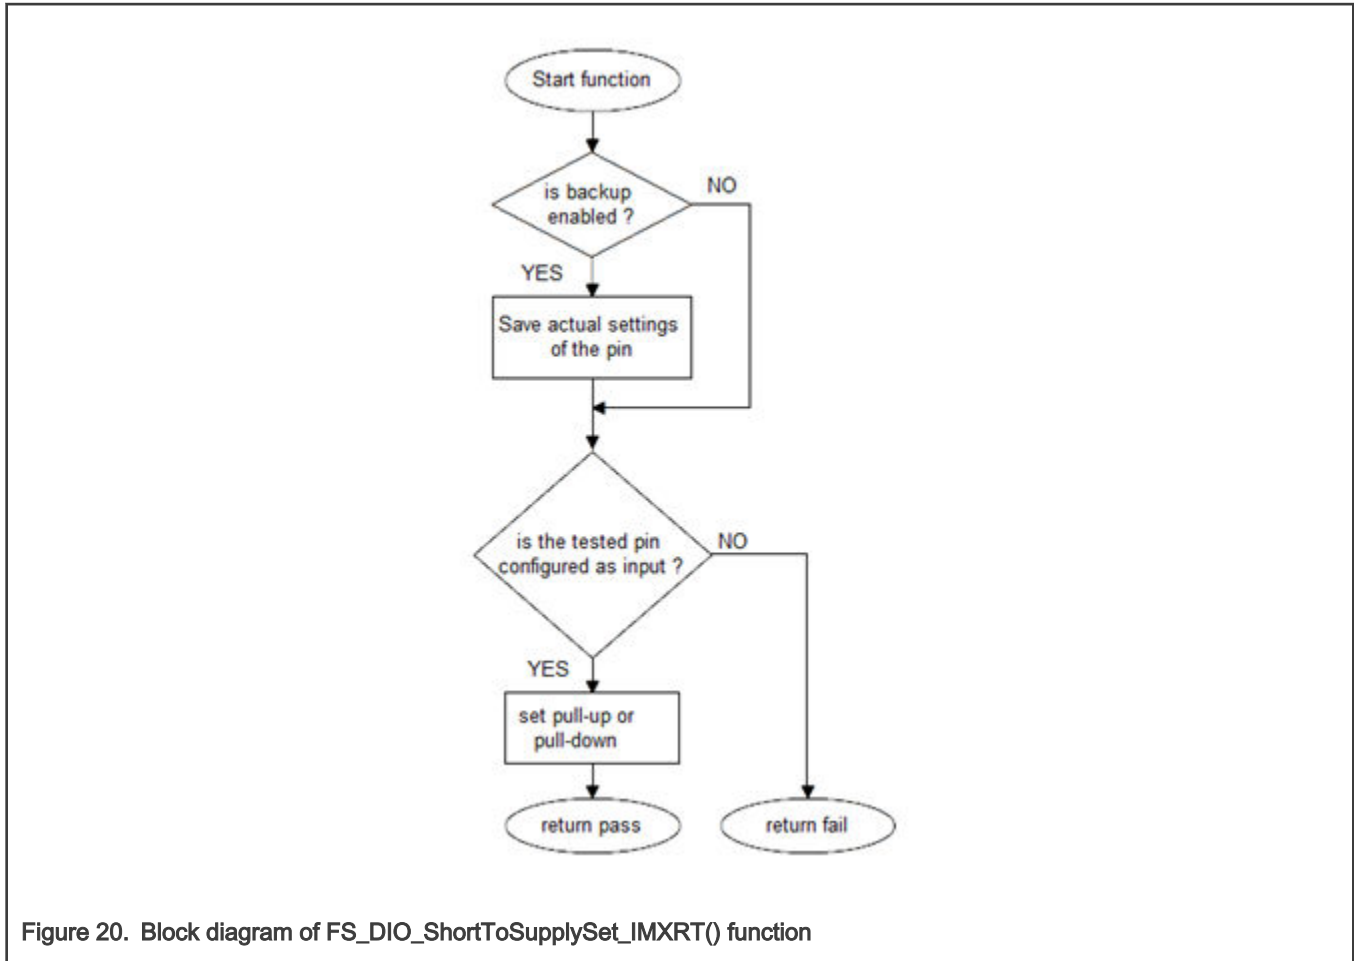 Start function
is backup
enabled ?
NO
YES
Save actual settings
of the pin
is the tested pin
configured as input ?
NO
YES
set pull-up or
pull-down
return pass
return fail
Figure 20. Block diagram of FS_DIO_ShortToSupplySet_IMXRT() function